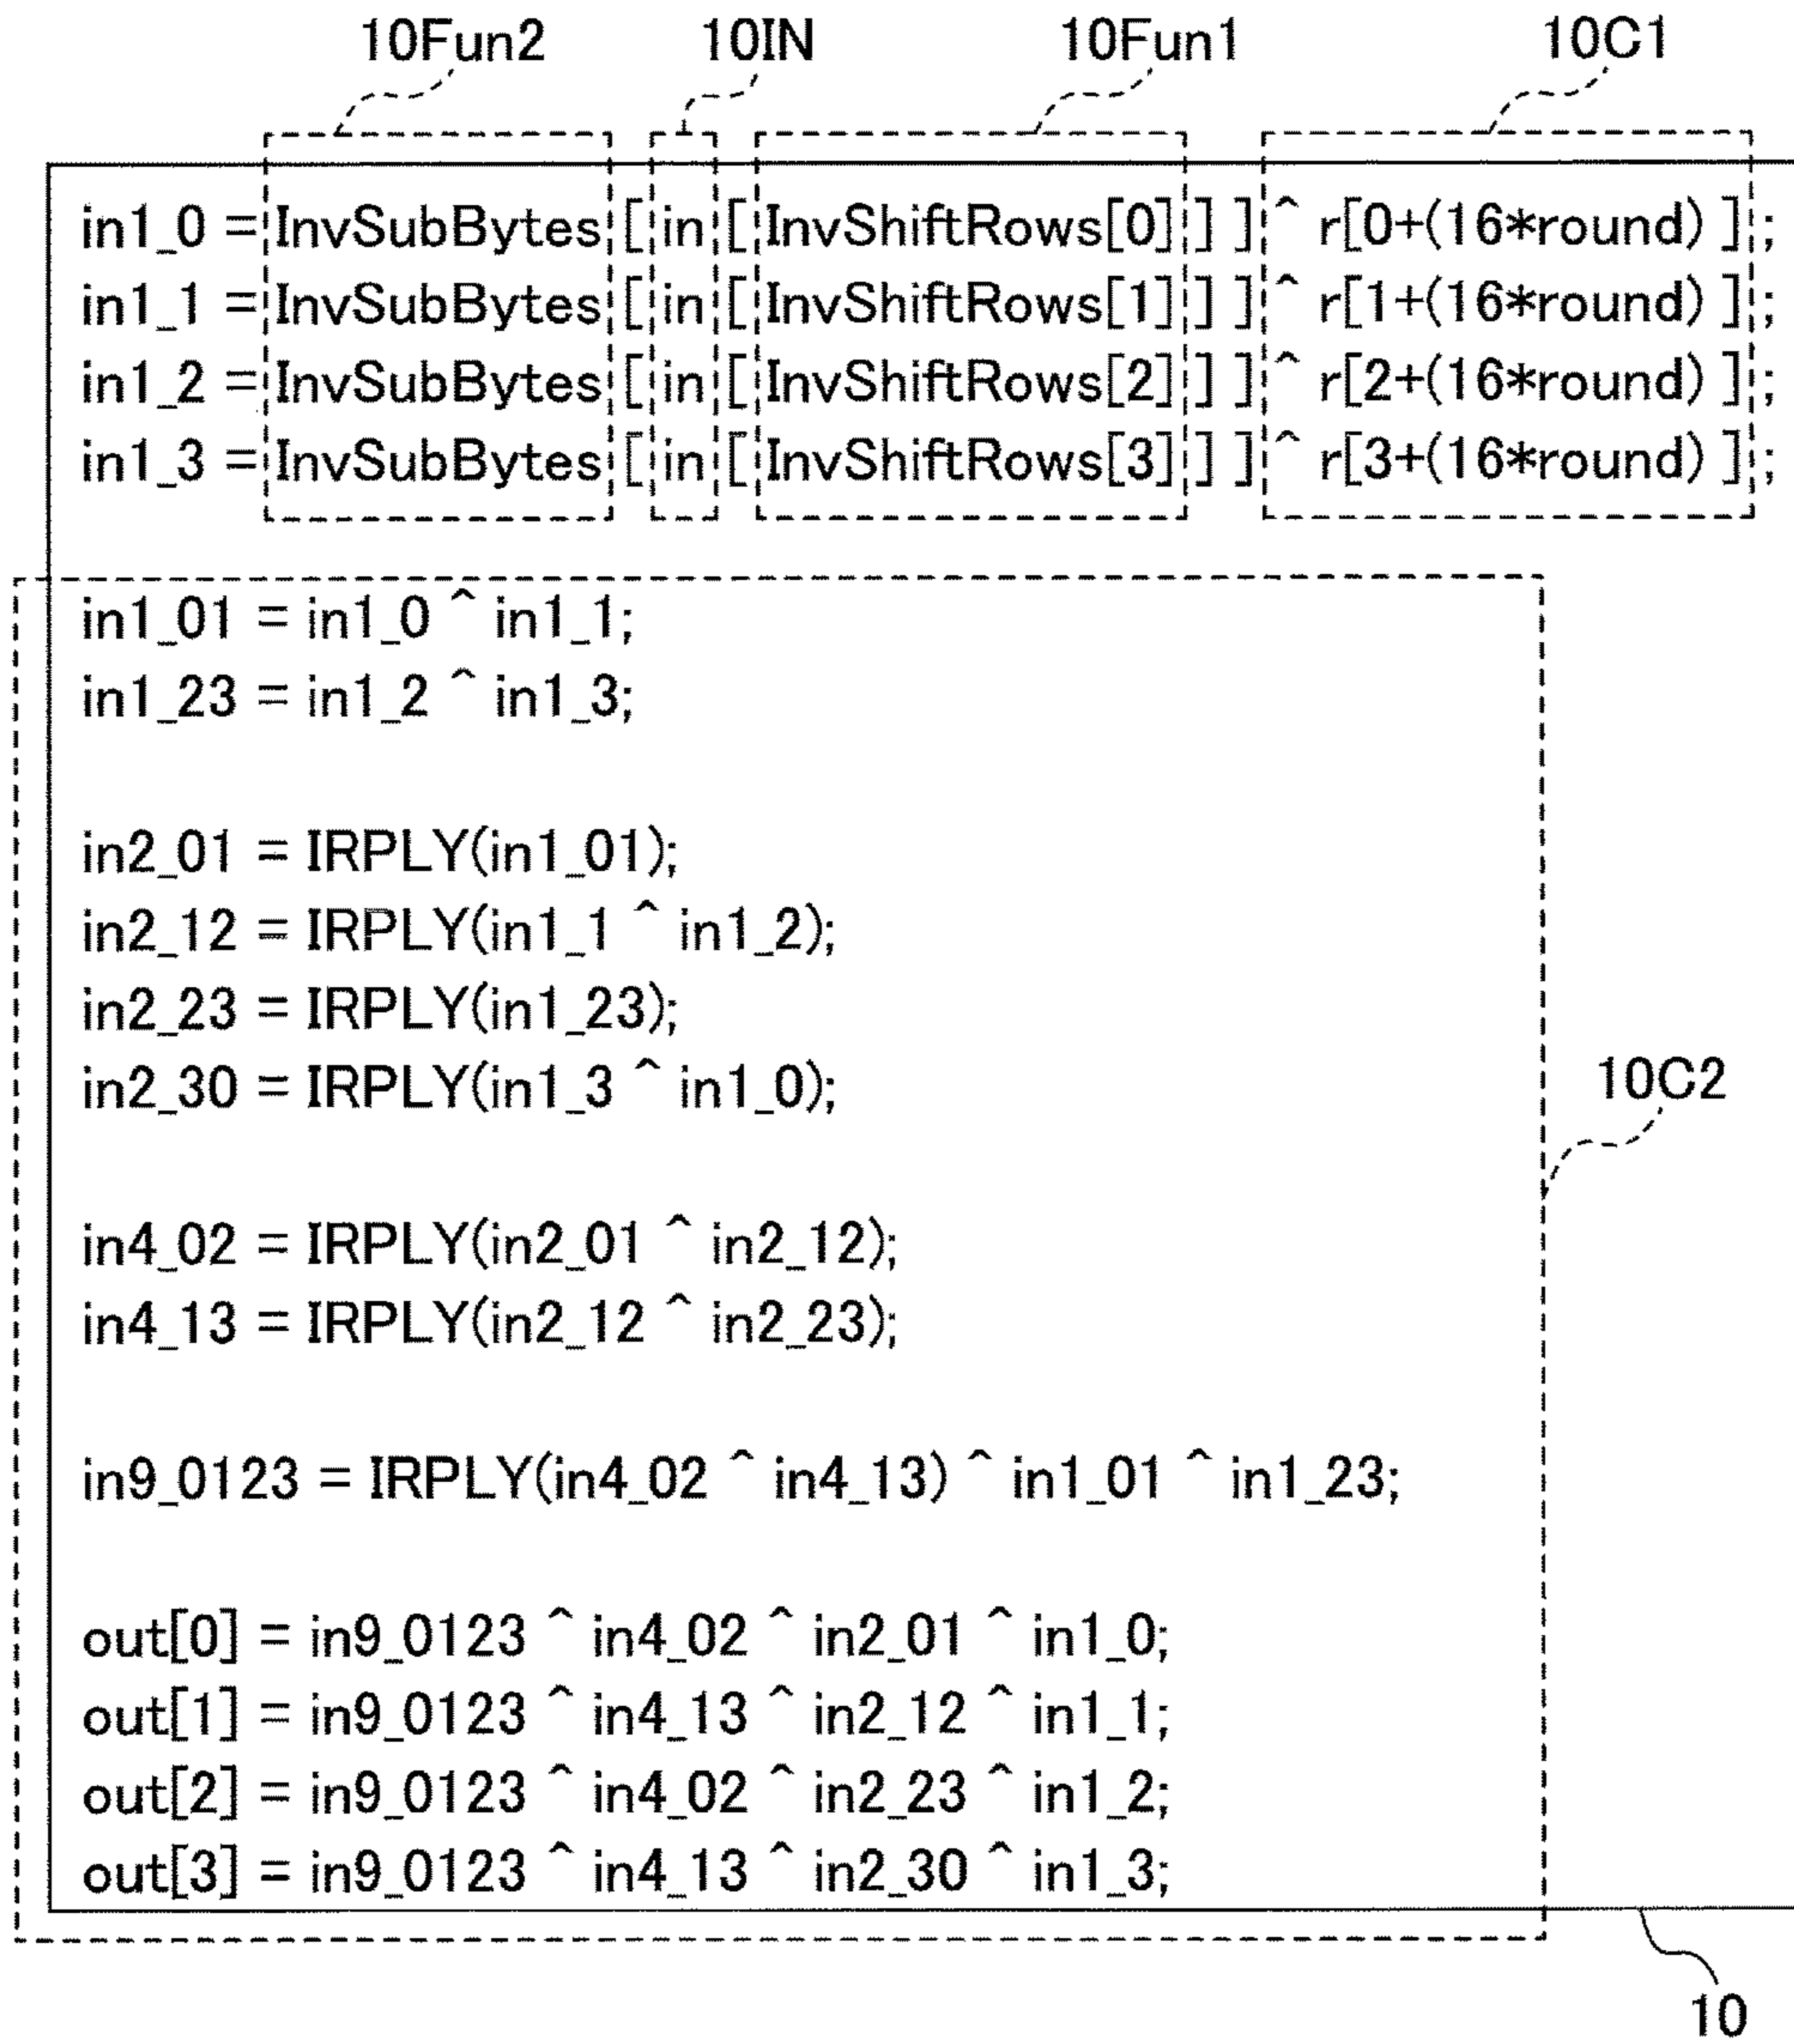 10Fun2 10IN 10Fun1 10C1
in1_0 = InvSubBytes [ in [ InvShiftRows[0] ] ] ^ r[0+(16*round) ];
in1_1 = InvSubBytes [ in [ InvShiftRows[1] ] ] ^ r[1+(16*round) ];
in1_2 = InvSubBytes [ in [ InvShiftRows[2] ] ] ^ r[2+(16*round) ];
in1_3 = InvSubBytes [ in [ InvShiftRows[3] ] ] ^ r[3+(16*round) ];
in1_01 = in1_0 ^ in1_1;
in1_23 = in1_2 ^ in1_3;
in2_01 = IRPLY(in1_01);
in2_12 = IRPLY(in1_1 ^ in1_2);
in2_23 = IRPLY(in1_23);
in2_30 = IRPLY(in1_3 ^ in1_0);
10C2
in4_02 = IRPLY(in2_01 ^ in2_12);
in4_13 = IRPLY(in2_12 ^ in2_23);
in9_0123 = IRPLY(in4_02 ^ in4_13) ^ in1_01 ^ in1_23;
out[0] = in9_0123 ^ in4_02 ^ in2_01 ^ in1_0;
out[1] = in9_0123 ^ in4_13 ^ in2_12 ^ in1_1;
out[2] = in9_0123 ^ in4_02 ^ in2_23 ^ in1_2;
out[3] = in9_0123 ^ in4_13 ^ in2_30 ^ in1_3;
10